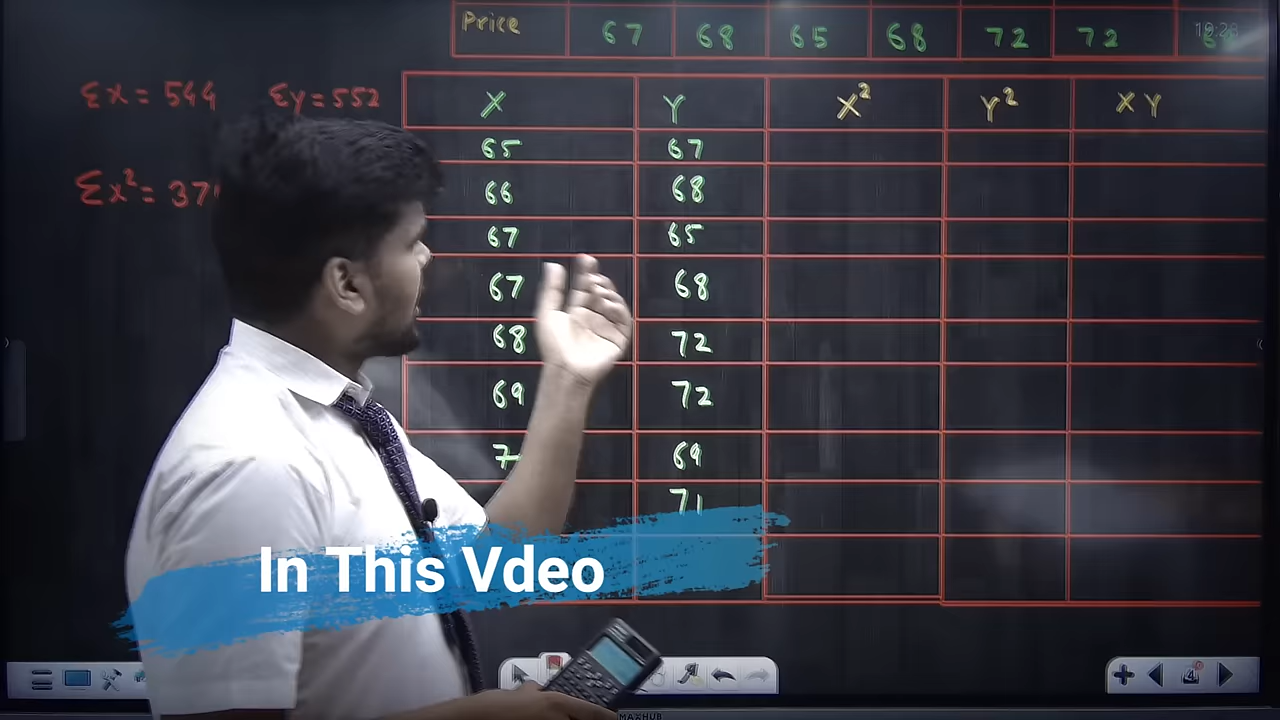 Price 67 68 65 68 72 72
Σx = 544 Σy = 552
X Y X² Y² XY
65 67
Σx² = 37
66 68
67 65
67 68
68 72
69 72
69
71
In This Vdeo
MAXHUB